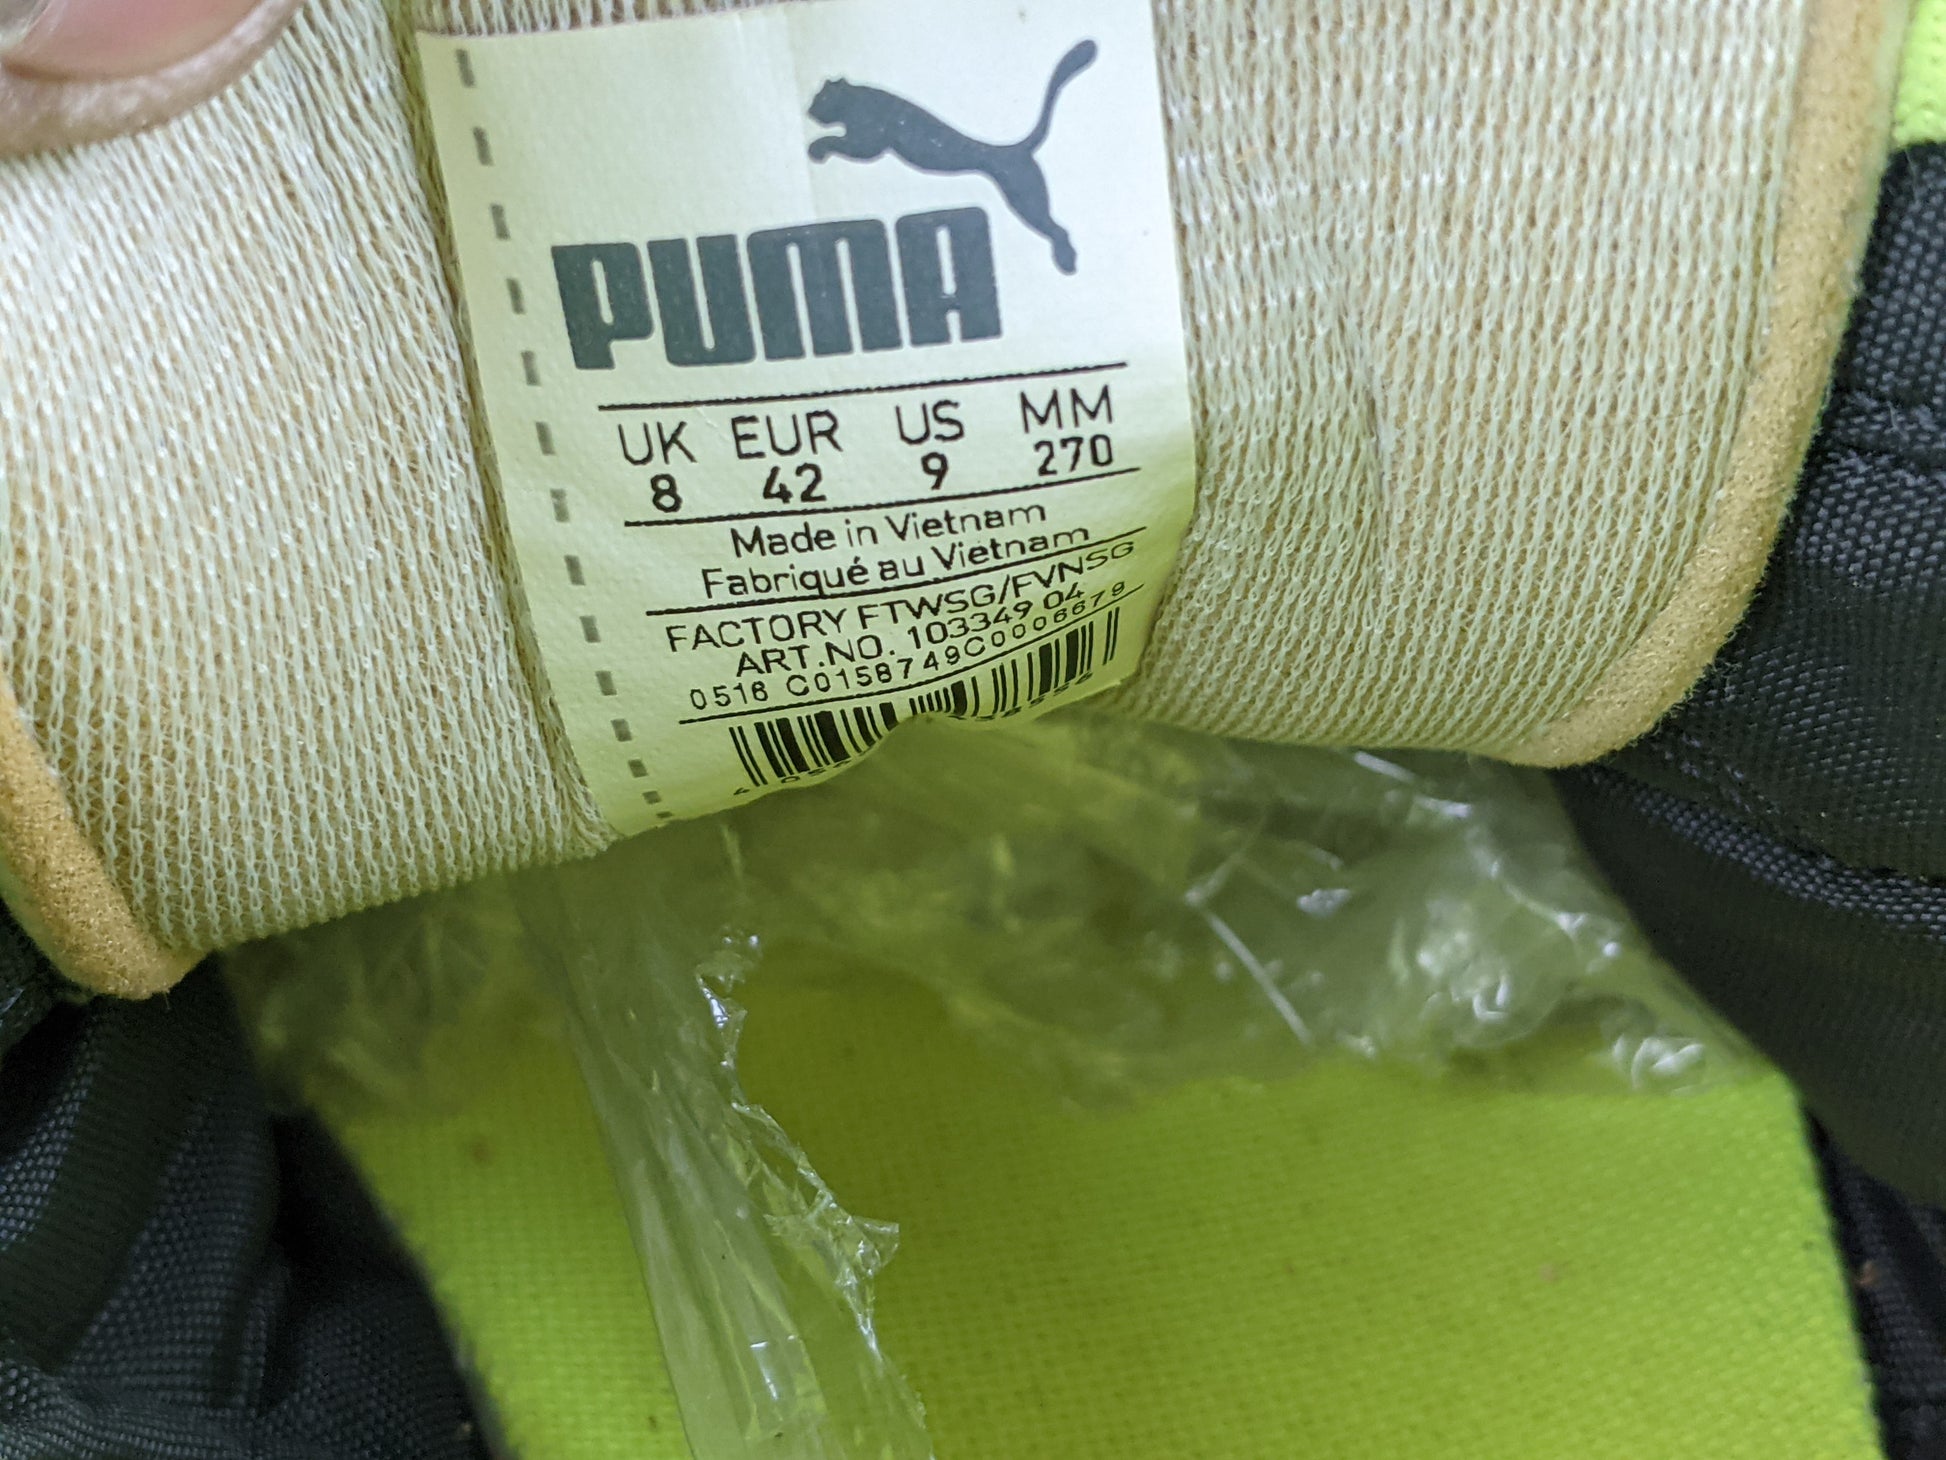 PUMA
UK EUR US MM
8 42 9 270
Made in Vietnam
Fabriqué au Vietnam
FACTORY FTWSG/FVNSG
ART.NO. 103349 04
0516 C0158749C0006679